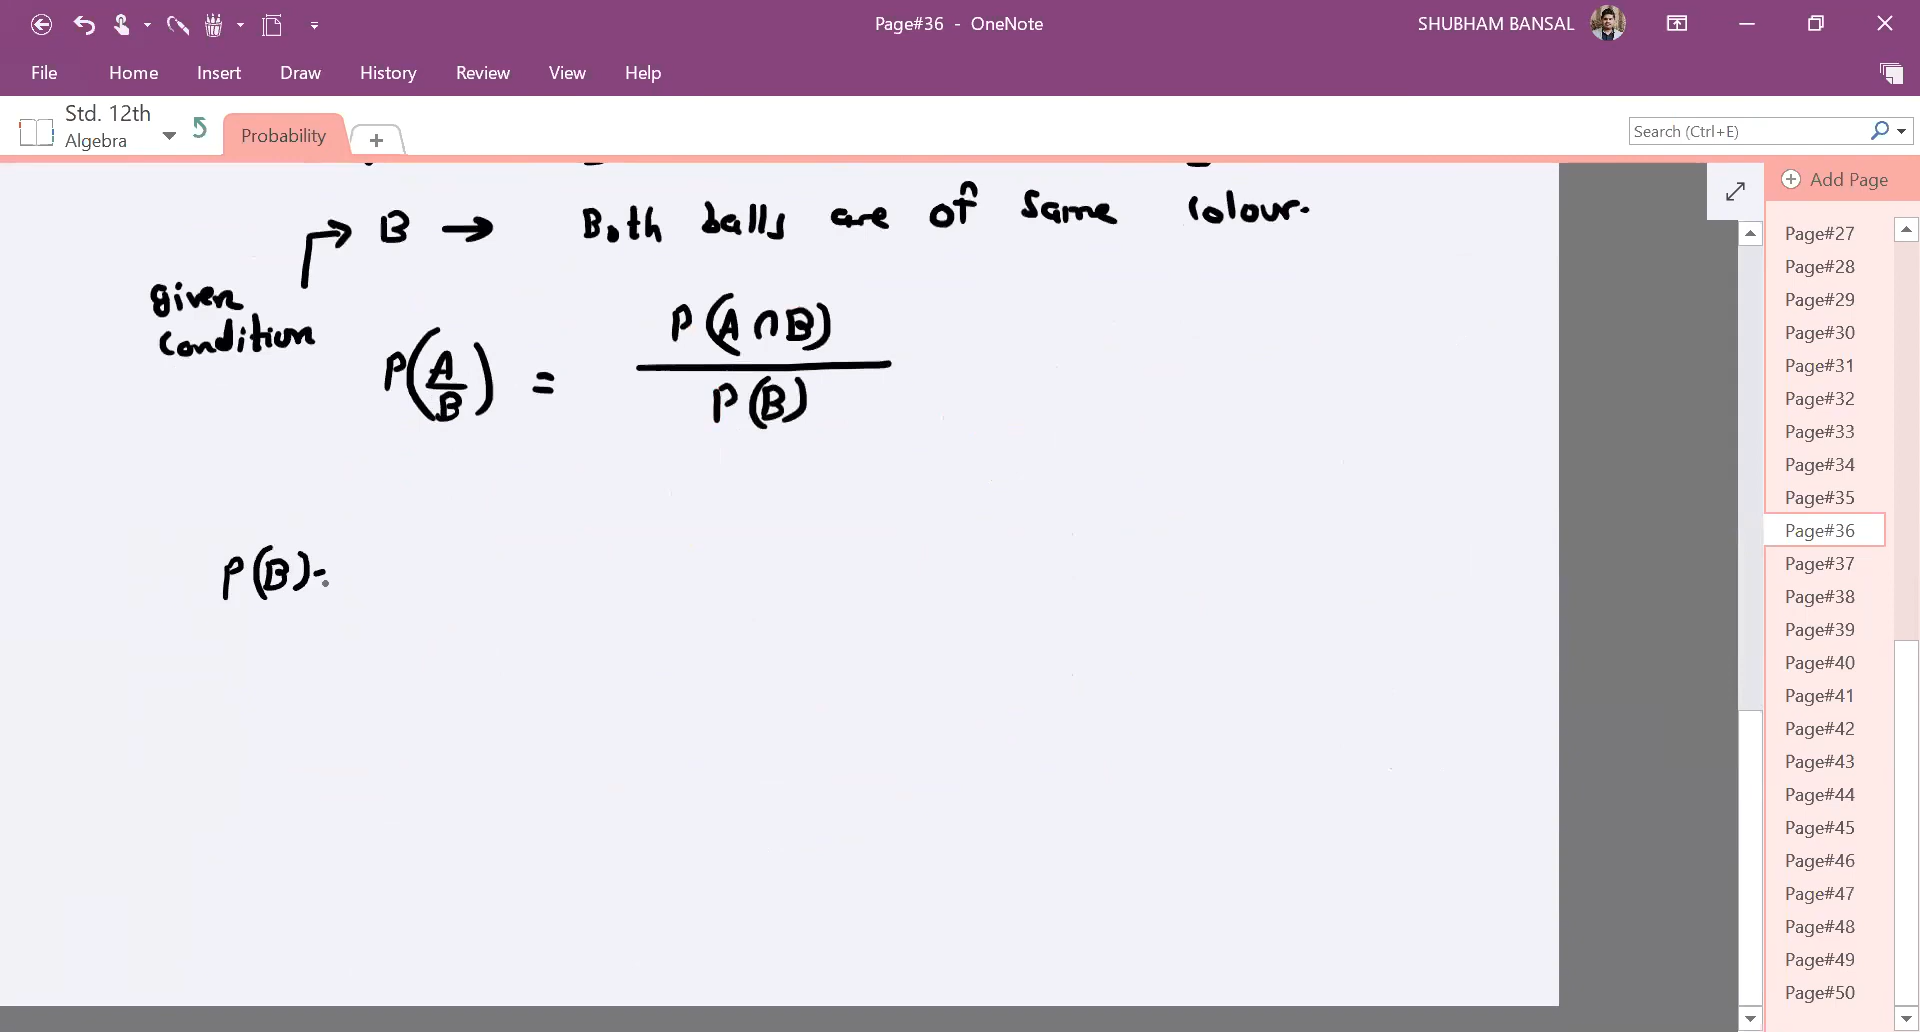 Page#36 - OneNote
SHUBHAM BANSAL
File Home Insert Draw History Review View Help
Std. 12th
Algebra
Probability
Search (Ctrl+E)
Add Page
B → Both balls are of same colour.
given
condition
P(A/B) = P(A∩B) / P(B)
P(B)=
Page#27
Page#28
Page#29
Page#30
Page#31
Page#32
Page#33
Page#34
Page#35
Page#36
Page#37
Page#38
Page#39
Page#40
Page#41
Page#42
Page#43
Page#44
Page#45
Page#46
Page#47
Page#48
Page#49
Page#50